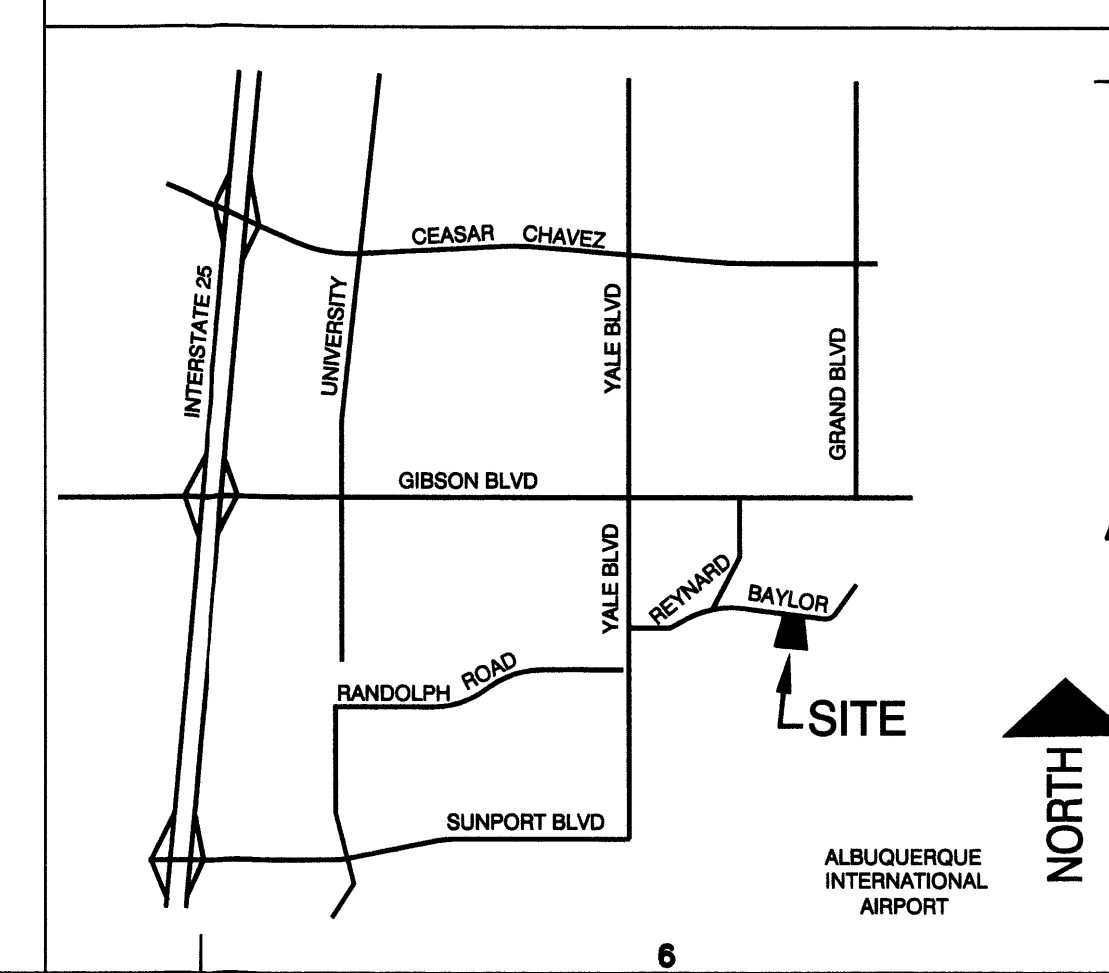 CEASAR CHAVEZ
INTERSTATE 25
UNIVERSITY
YALE BLVD
GRAND BLVD
GIBSON BLVD
YALE BLVD
REYNARD
BAYLOR
RANDOLPH ROAD
SITE
NORTH
SUNPORT BLVD
ALBUQUERQUE
INTERNATIONAL
AIRPORT
6